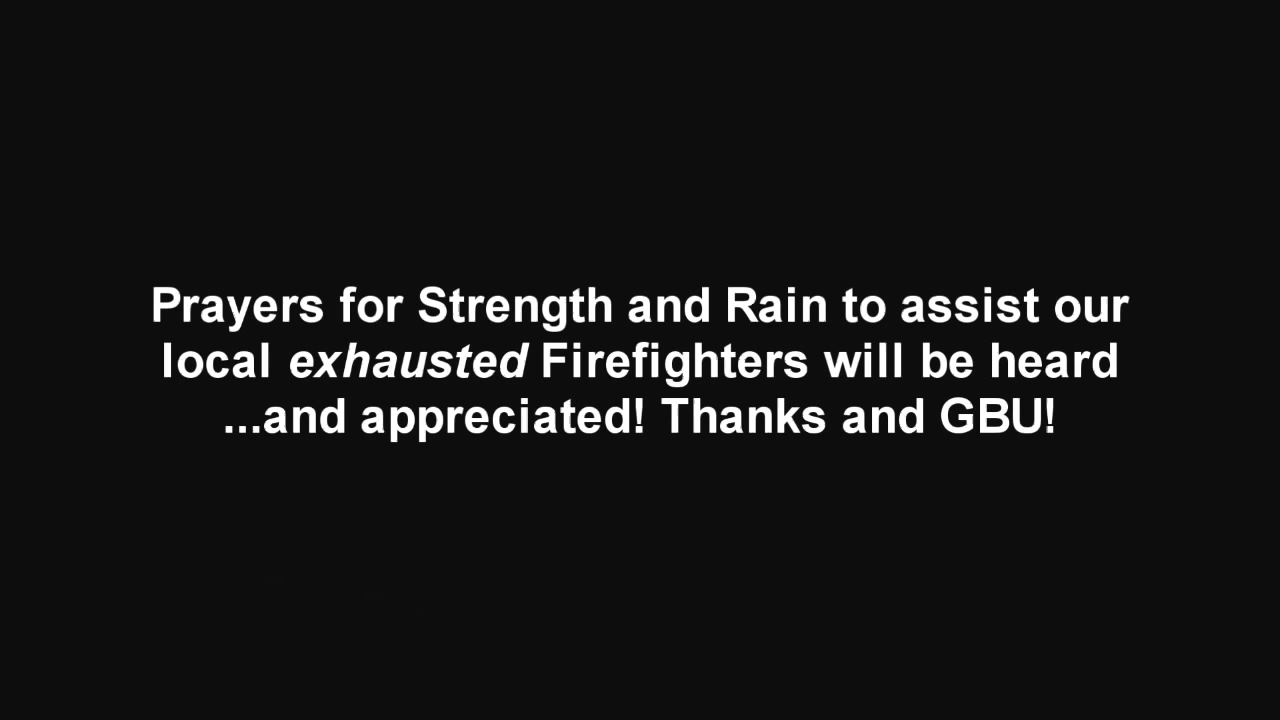 Prayers for Strength and Rain to assist our
local exhausted Firefighters will be heard
...and appreciated! Thanks and GBU!